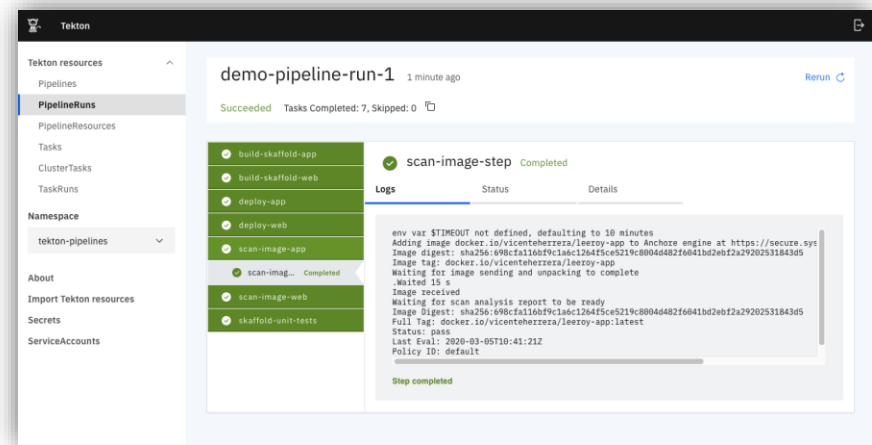 Tekton
Tekton resources
Pipelines
PipelineRuns
PipelineResources
Tasks
ClusterTasks
TaskRuns
Namespace
tekton-pipelines
About
Import Tekton resources
Secrets
ServiceAccounts
demo-pipeline-run-1 1 minute ago
Rerun
Succeeded Tasks Completed: 7, Skipped: 0
build-skaffold-app
build-skaffold-web
deploy-app
deploy-web
scan-image-app
scan-imag... Completed
scan-image-web
skaffold-unit-tests
scan-image-step Completed
Logs Status Details
env var $TIMEOUT not defined, defaulting to 10 minutes
Adding image docker.io/vicenteherrera/leeroy-app to Anchore engine at https://secure.sys
Image digest: sha256:698cfa116bf9c1a6c1264f5ce5219c8004d482f6041bd2ebf2a29202531843d5
Image tag: docker.io/vicenteherrera/leeroy-app
Waiting for image sending and unpacking to complete
.Waited 15 s
Image received
Waiting for scan analysis report to be ready
Image Digest: sha256:698cfa116bf9c1a6c1264f5ce5219c8004d482f6041bd2ebf2a29202531843d5
Full Tag: docker.io/vicenteherrera/leeroy-app:latest
Status: pass
Last Eval: 2020-03-05T10:41:21Z
Policy ID: default
Step completed